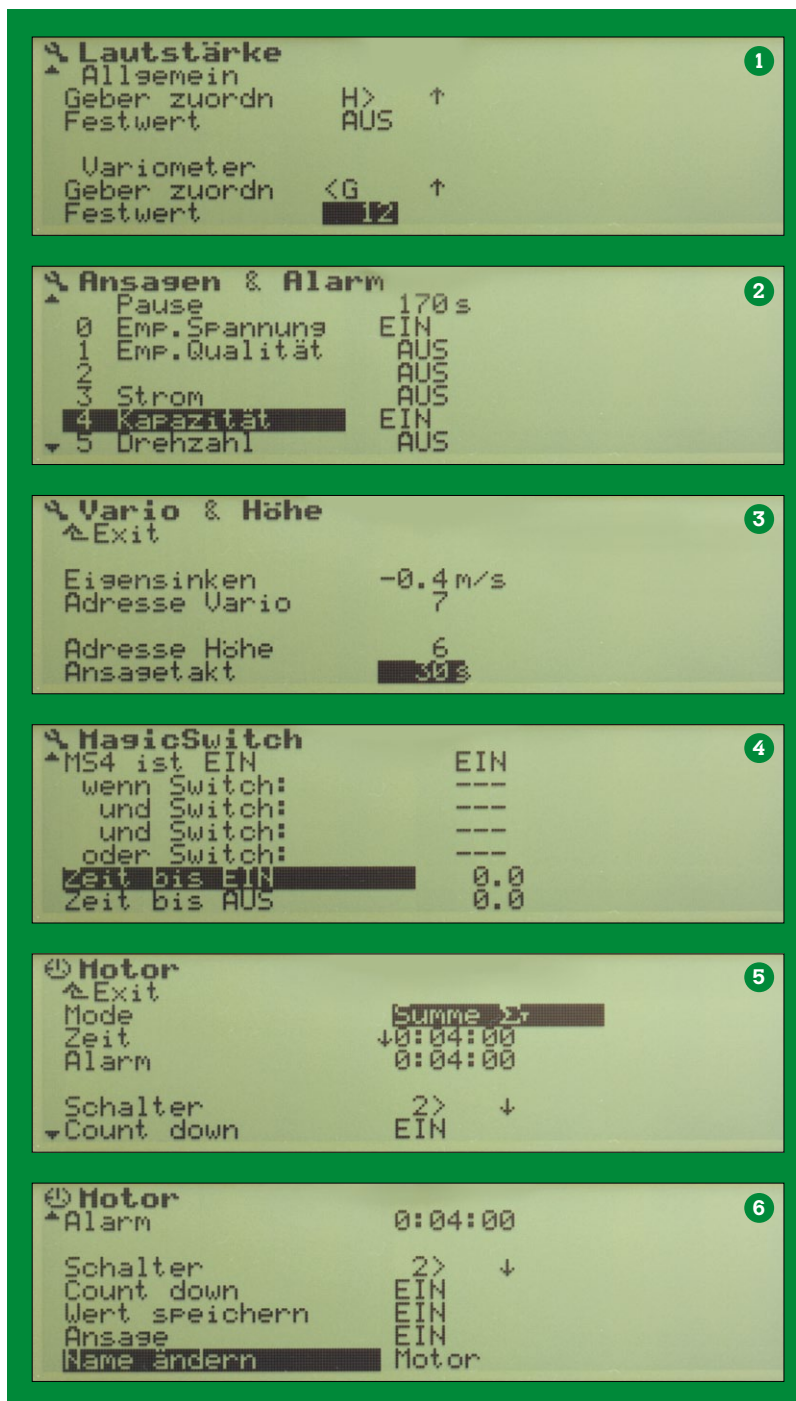 Lautstärke
1
Allgemein
Geber zuordn H> ↑
Festwert AUS
Variometer
Geber zuordn <G ↑
Festwert 12
Ansagen & Alarm
2
Pause 170s
0 Emp.Spannung EIN
1 Emp.Qualität AUS
2 AUS
3 Strom AUS
4 Kapazität EIN
5 Drehzahl AUS
Vario & Höhe
3
Exit
Eigensinken -0.4m/s
Adresse Vario 7
Adresse Höhe 6
Ansagetakt 30s
MagicSwitch
4
MS4 ist EIN EIN
wenn Switch: ---
und Switch: ---
und Switch: ---
oder Switch: ---
Zeit bis EIN 0.0
Zeit bis AUS 0.0
Motor
5
Exit
Mode Summe Στ
Zeit ↓0:04:00
Alarm 0:04:00
Schalter 2> ↓
Count down EIN
Motor
6
Alarm 0:04:00
Schalter 2> ↓
Count down EIN
Wert speichern EIN
Ansage EIN
Name ändern Motor